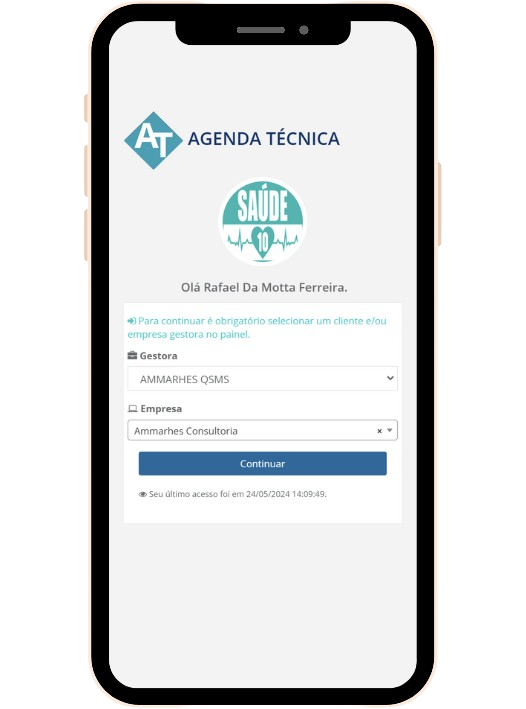 AT AGENDA TÉCNICA
SAÚDE
10
Olá Rafael Da Motta Ferreira.
Para continuar é obrigatório selecionar um cliente e/ou
empresa gestora no painel.
Gestora
AMMARHES QSMS
Empresa
Ammarhes Consultoria ×
Continuar
Seu último acesso foi em 24/05/2024 14:09:49.